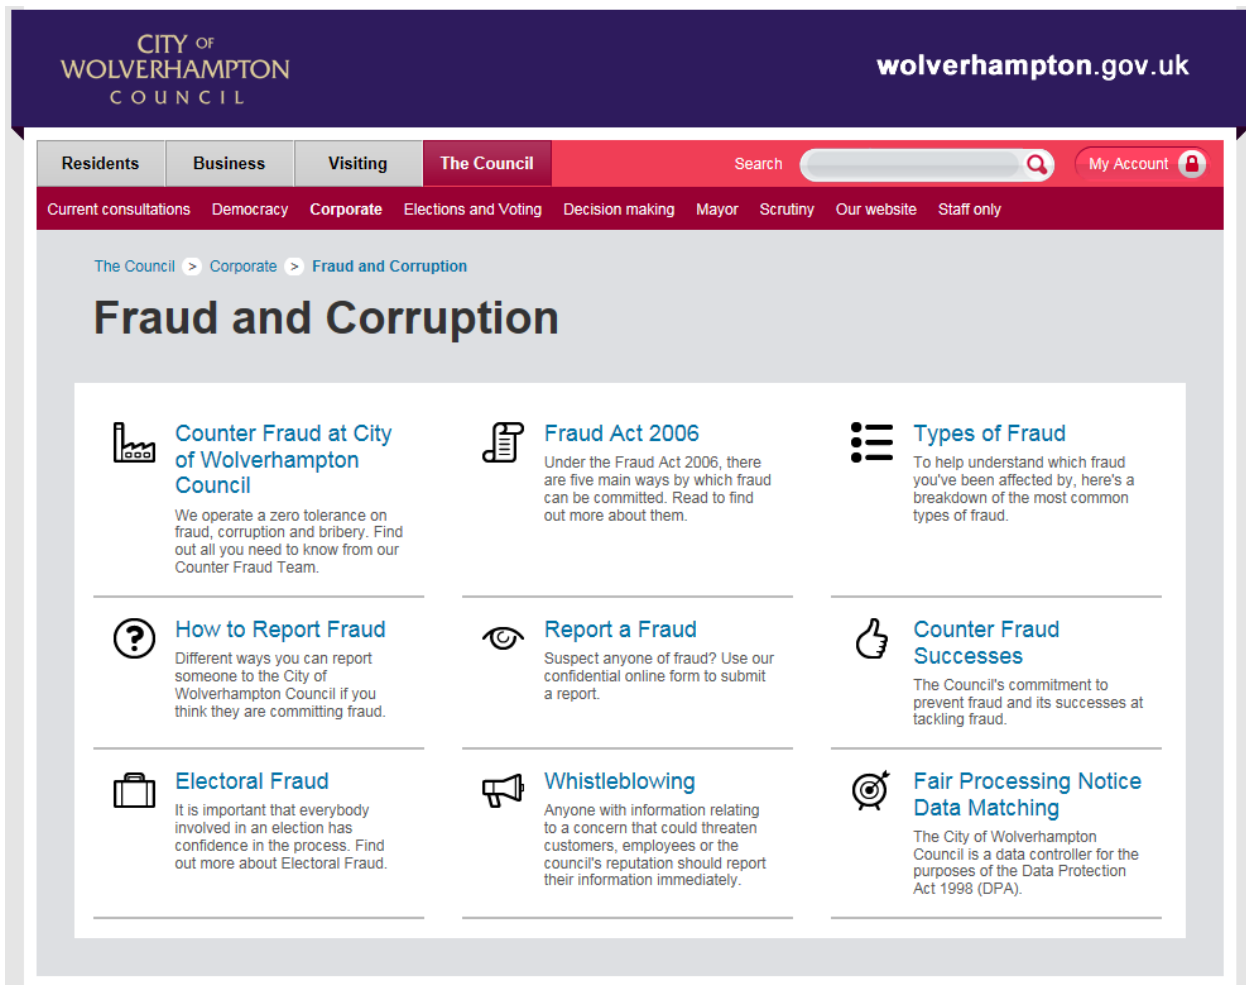 CITY OF
WOLVERHAMPTON
COUNCIL
wolverhampton.gov.uk
Residents Business Visiting The Council Search My Account
Current consultations Democracy Corporate Elections and Voting Decision making Mayor Scrutiny Our website Staff only
The Council > Corporate > Fraud and Corruption
Fraud and Corruption
Counter Fraud at City
of Wolverhampton
Council
We operate a zero tolerance on
fraud, corruption and bribery. Find
out all you need to know from our
Counter Fraud Team.
Fraud Act 2006
Under the Fraud Act 2006, there
are five main ways by which fraud
can be committed. Read to find
out more about them.
Types of Fraud
To help understand which fraud
you've been affected by, here's a
breakdown of the most common
types of fraud.
How to Report Fraud
Different ways you can report
someone to the City of
Wolverhampton Council if you
think they are committing fraud.
Report a Fraud
Suspect anyone of fraud? Use our
confidential online form to submit
a report.
Counter Fraud
Successes
The Council's commitment to
prevent fraud and its successes at
tackling fraud.
Electoral Fraud
It is important that everybody
involved in an election has
confidence in the process. Find
out more about Electoral Fraud.
Whistleblowing
Anyone with information relating
to a concern that could threaten
customers, employees or the
council's reputation should report
their information immediately.
Fair Processing Notice
Data Matching
The City of Wolverhampton
Council is a data controller for the
purposes of the Data Protection
Act 1998 (DPA).